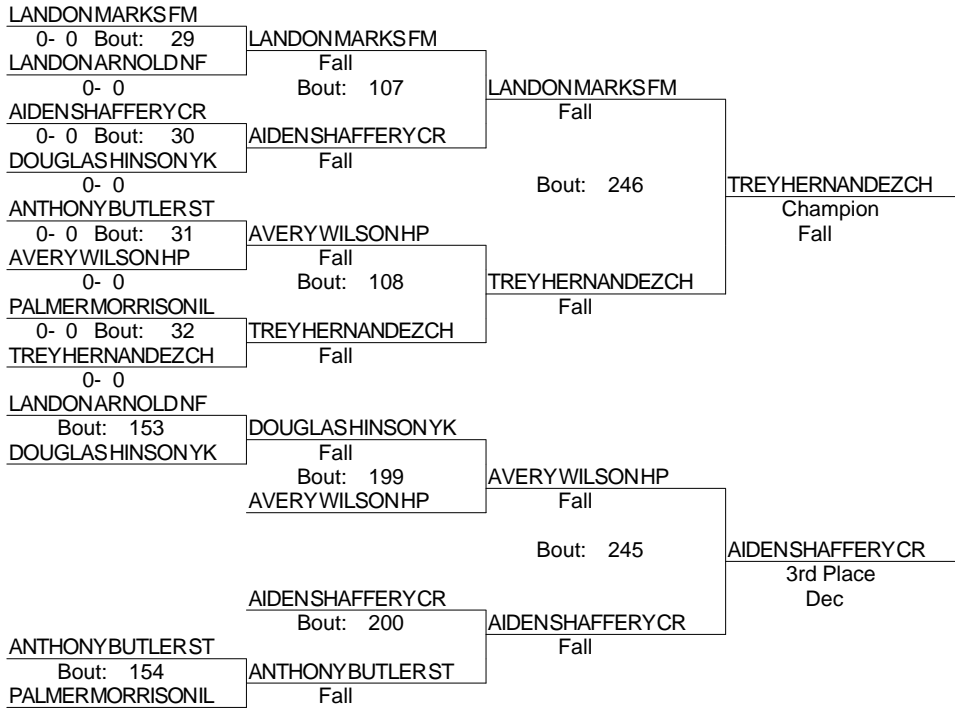 LANDONMARKSFM
0- 0 Bout: 29 LANDONMARKSFM
LANDONARNOLDNF Fall
0- 0 Bout: 107 LANDONMARKSFM
AIDENSHAFFERYCR Fall
0- 0 Bout: 30 AIDENSHAFFERYCR
DOUGLASHINSONYK Fall
0- 0 Bout: 246 TREYHERNANDEZCH
ANTHONYBUTLERST Champion
0- 0 Bout: 31 AVERYWILSONHP Fall
AVERYWILSONHP Fall
0- 0 Bout: 108 TREYHERNANDEZCH
PALMERMORRISONIL Fall
0- 0 Bout: 32 TREYHERNANDEZCH
TREYHERNANDEZCH Fall
0- 0
LANDONARNOLDNF
Bout: 153 DOUGLASHINSONYK
DOUGLASHINSONYK Fall
Bout: 199 AVERYWILSONHP
AVERYWILSONHP Fall
Bout: 245 AIDENSHAFFERYCR
3rd Place
AIDENSHAFFERYCR Dec
Bout: 200 AIDENSHAFFERYCR
ANTHONYBUTLERST Fall
Bout: 154 ANTHONYBUTLERST
PALMERMORRISONIL Fall